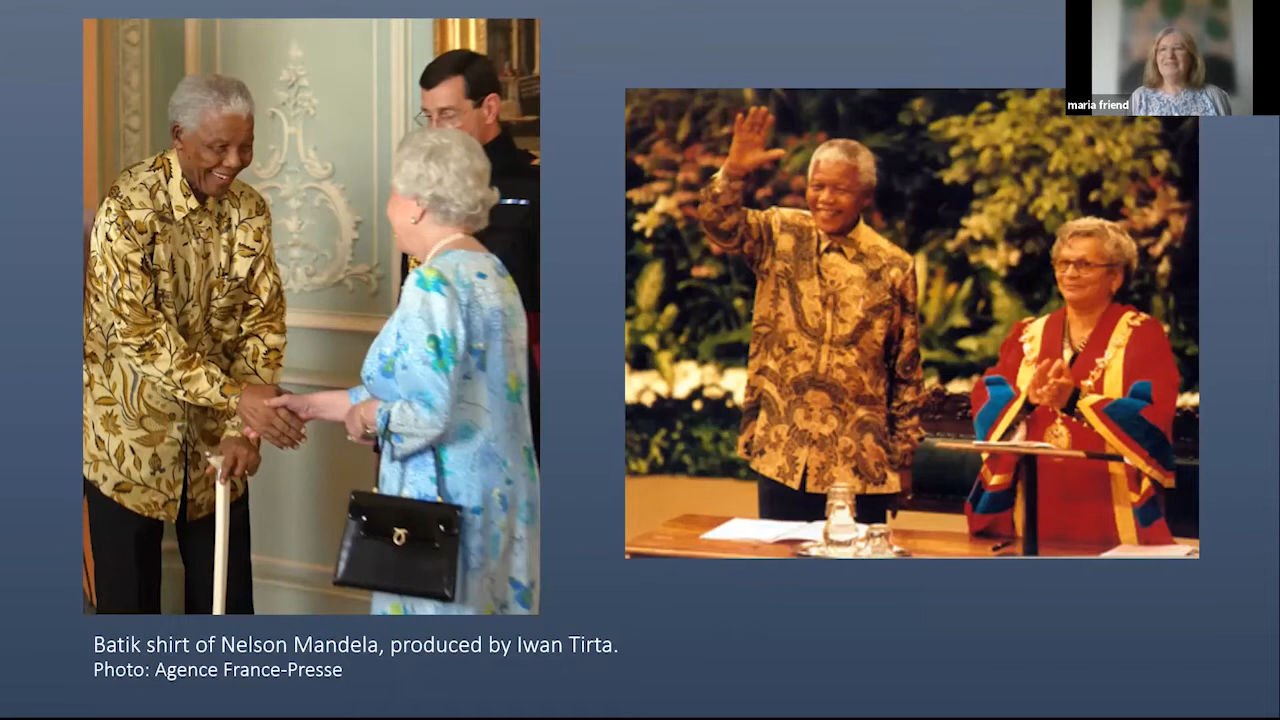 maria friend
Batik shirt of Nelson Mandela, produced by Iwan Tirta.
Photo: Agence France-Presse